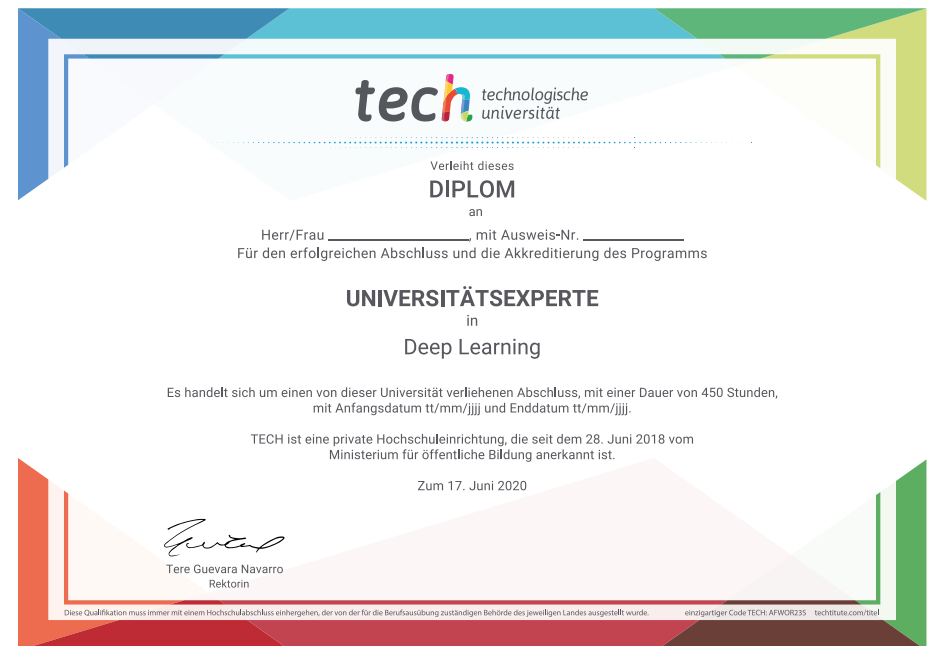 tech technologische
universität
Verleiht dieses
DIPLOM
an
Herr/Frau ____________, mit Ausweis-Nr. ____________
Für den erfolgreichen Abschluss und die Akkreditierung des Programms
UNIVERSITÄTSEXPERTE
in
Deep Learning
Es handelt sich um einen von dieser Universität verliehenen Abschluss, mit einer Dauer von 450 Stunden,
mit Anfangsdatum tt/mm/jjjj und Enddatum tt/mm/jjjj.
TECH ist eine private Hochschuleinrichtung, die seit dem 28. Juni 2018 vom
Ministerium für öffentliche Bildung anerkannt ist.
Zum 17. Juni 2020
Tere Guevara Navarro
Rektorin
Diese Qualifikation muss immer mit einem Hochschulabschluss einhergehen, der von der für die Berufsausübung zuständigen Behörde des jeweiligen Landes ausgestellt wurde. einzigartiger Code TECH: AFWOR23S techtitute.com/titel